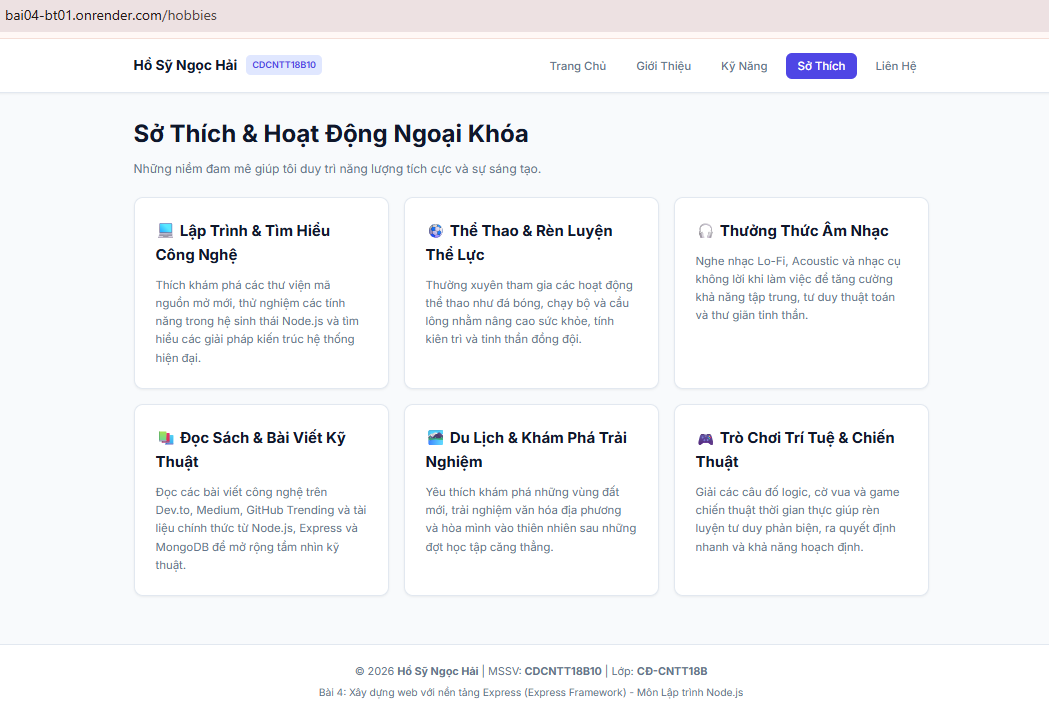 bai04-bt01.onrender.com/hobbies
Hồ Sỹ Ngọc Hải CDCNTT18B10 Trang Chủ Giới Thiệu Kỹ Năng Sở Thích Liên Hệ
Sở Thích & Hoạt Động Ngoại Khóa
Những niềm đam mê giúp tôi duy trì năng lượng tích cực và sự sáng tạo.
💻 Lập Trình & Tìm Hiểu
Công Nghệ
Thích khám phá các thư viện mã
nguồn mở mới, thử nghiệm các tính
năng trong hệ sinh thái Node.js và tìm
hiểu các giải pháp kiến trúc hệ thống
hiện đại.
⚽ Thể Thao & Rèn Luyện
Thể Lực
Thường xuyên tham gia các hoạt động
thể thao như đá bóng, chạy bộ và cầu
lông nhằm nâng cao sức khỏe, tính
kiên trì và tinh thần đồng đội.
🎧 Thưởng Thức Âm Nhạc
Nghe nhạc Lo-Fi, Acoustic và nhạc cụ
không lời khi làm việc để tăng cường
khả năng tập trung, tư duy thuật toán
và thư giãn tinh thần.
📚 Đọc Sách & Bài Viết Kỹ
Thuật
Đọc các bài viết công nghệ trên
Dev.to, Medium, GitHub Trending và tài
liệu chính thức từ Node.js, Express và
MongoDB để mở rộng tầm nhìn kỹ
thuật.
🏞️ Du Lịch & Khám Phá Trải
Nghiệm
Yêu thích khám phá những vùng đất
mới, trải nghiệm văn hóa địa phương
và hòa mình vào thiên nhiên sau những
đợt học tập căng thẳng.
🎮 Trò Chơi Trí Tuệ & Chiến
Thuật
Giải các câu đố logic, cờ vua và game
chiến thuật thời gian thực giúp rèn
luyện tư duy phản biện, ra quyết định
nhanh và khả năng hoạch định.
© 2026 Hồ Sỹ Ngọc Hải | MSSV: CDCNTT18B10 | Lớp: CĐ-CNTT18B
Bài 4: Xây dựng web với nền tảng Express (Express Framework) - Môn Lập trình Node.js